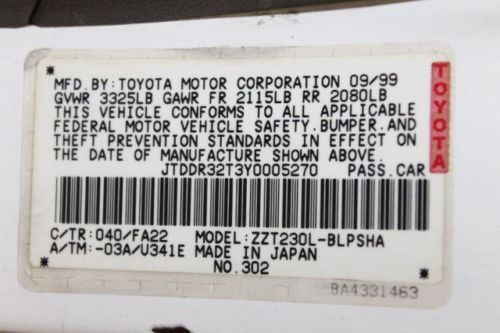 MFD.BY:TOYOTA MOTOR CORPORATION 09/99
GVWR 3325LB GAWR FR 2115LB RR 2080LB
THIS VEHICLE CONFORMS TO ALL APPLICABLE
FEDERAL MOTOR VEHICLE SAFETY.BUMPER.AND
THEFT PREVENTION STANDARDS IN EFFECT ON
THE DATE OF MANUFACTURE SHOWN ABOVE.
JTDDR32T3Y0005270 PASS.CAR
C/TR:040/FA22 MODEL:ZZT230L-BLPSHA
A/TM:-03A/U341E MADE IN JAPAN
NO.302
BA4331463
TOYOTA